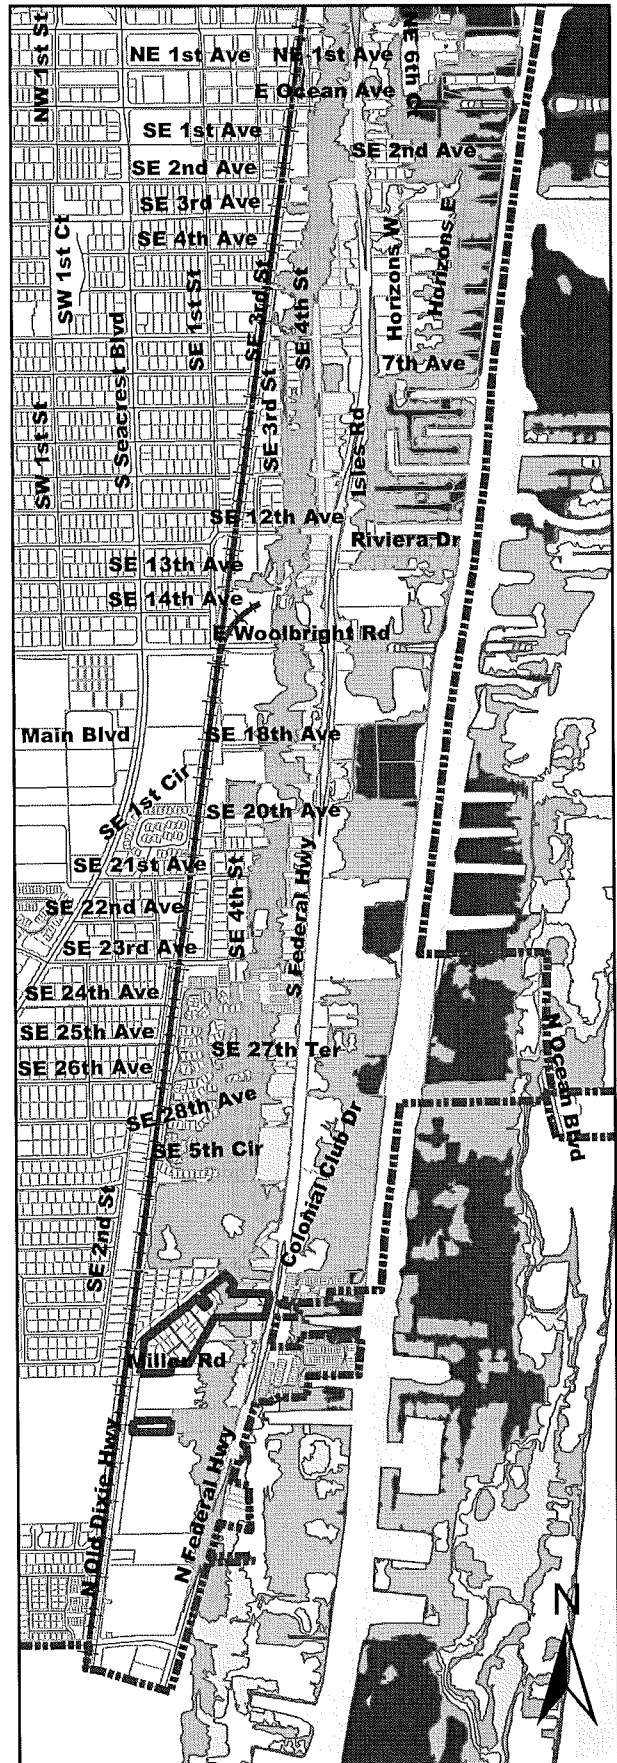 NW 1st St
NE 1st Ave
NE 1st Ave
NE 6th Ct
E Ocean Ave
SE 1st Ave
SE 2nd Ave
SE 2nd Ave
SE 3rd Ave
SE 4th Ave
SW 1st Ct
SE 1st St
SE 3rd St
SE 4th St
Horizons W
Horizons E
S Seacrest Blvd
7th Ave
SW 1st St
SE 3rd St
Isles Rd
SE 12th Ave
Riviera Dr
SE 13th Ave
SE 14th Ave
E Woolbright Rd
Main Blvd
SE 18th Ave
SE 1st Cir
SE 20th Ave
SE 21st Ave
SE 4th St
S Federal Hwy
SE 22nd Ave
SE 23rd Ave
SE 24th Ave
SE 25th Ave
SE 27th Ter
SE 26th Ave
N Ocean Blvd
SE 28th Ave
SE 5th Cir
Colonial Club Dr
SE 2nd St
Miller Rd
N Old Dixie Hwy
N Federal Hwy
N